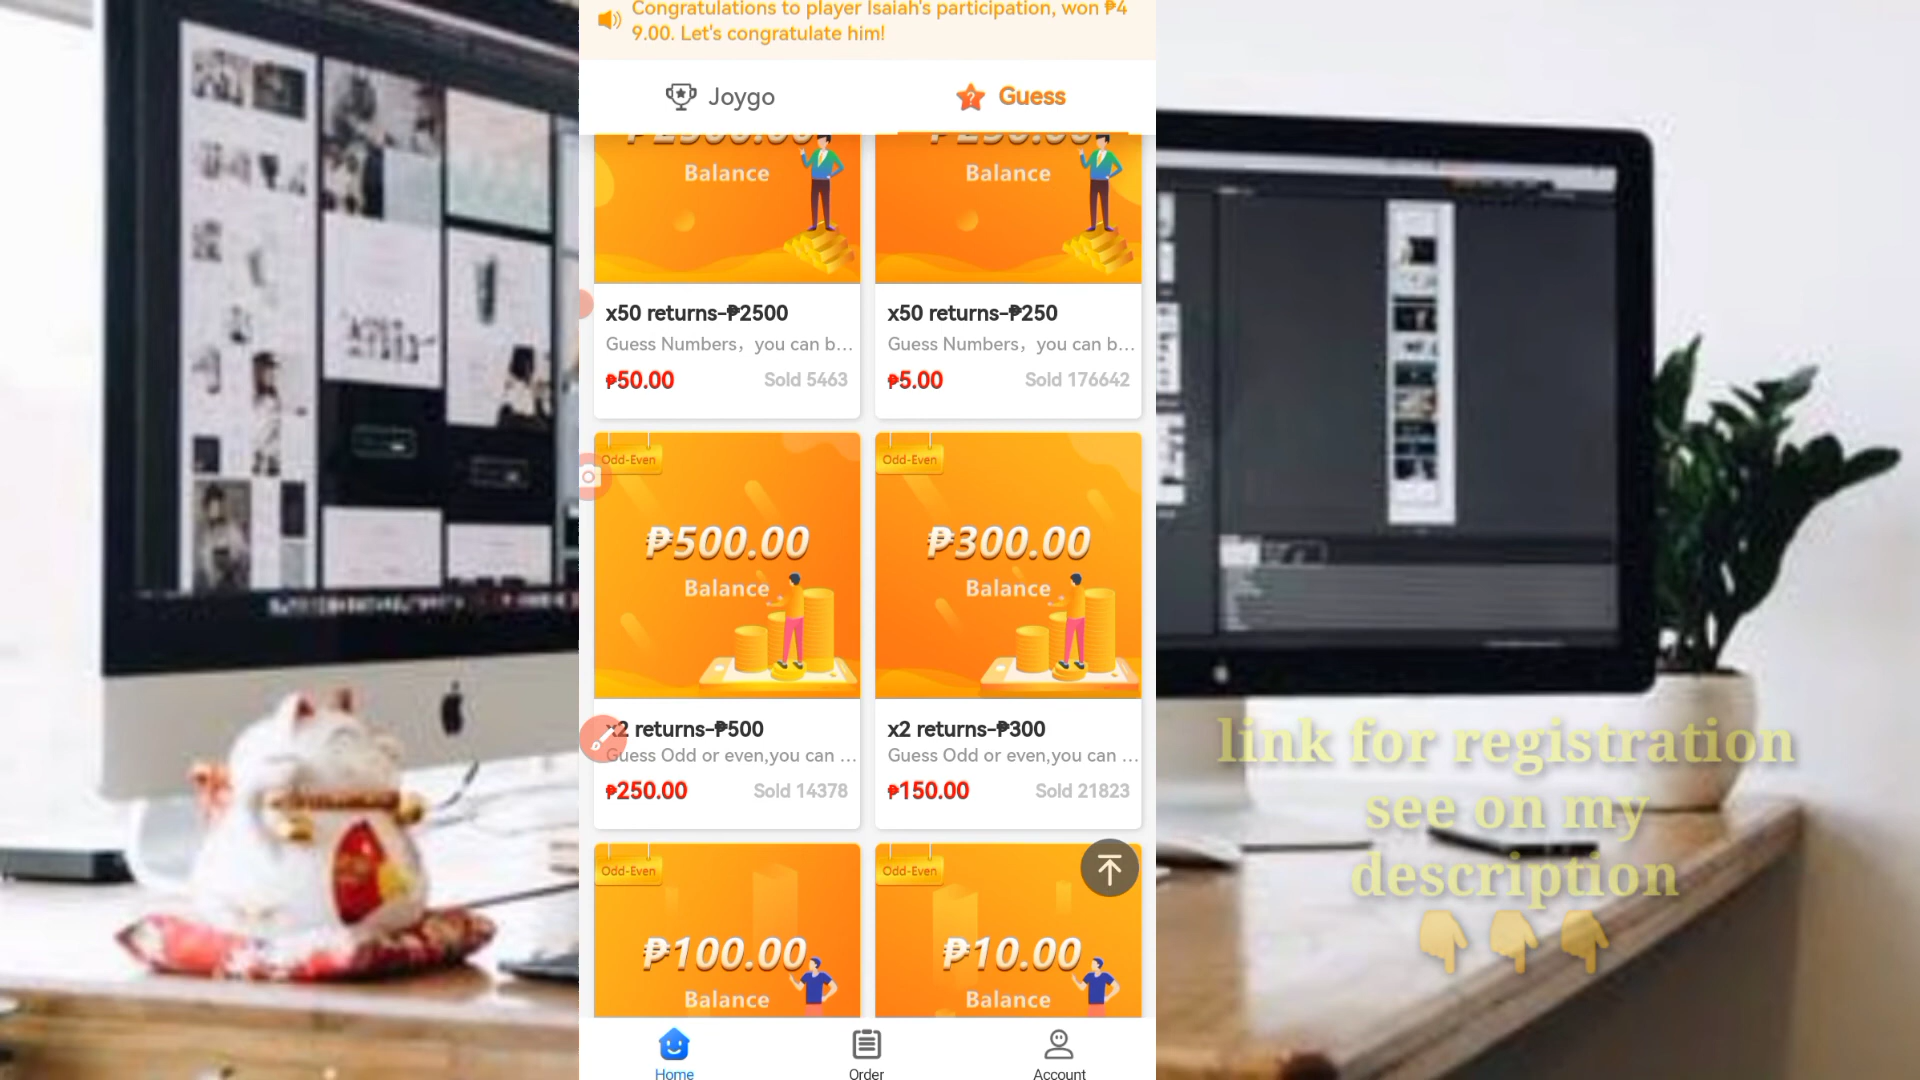 Congratulations to player Isaiah's participation, won ₱4
9.00. Let's congratulate him!
Joygo
Guess
Balance
Balance
x50 returns-₱2500
Guess Numbers，you can b...
₱50.00
Sold 5463
x50 returns-₱250
Guess Numbers，you can b...
₱5.00
Sold 176642
Odd-Even
₱500.00
Balance
Odd-Even
₱300.00
Balance
x2 returns-₱500
Guess Odd or even,you can ...
₱250.00
Sold 14378
x2 returns-₱300
Guess Odd or even,you can ...
₱150.00
Sold 21823
Odd-Even
₱100.00
Balance
Odd-Even
₱10.00
Balance
Home
Order
Account
link for registration
see on my
description